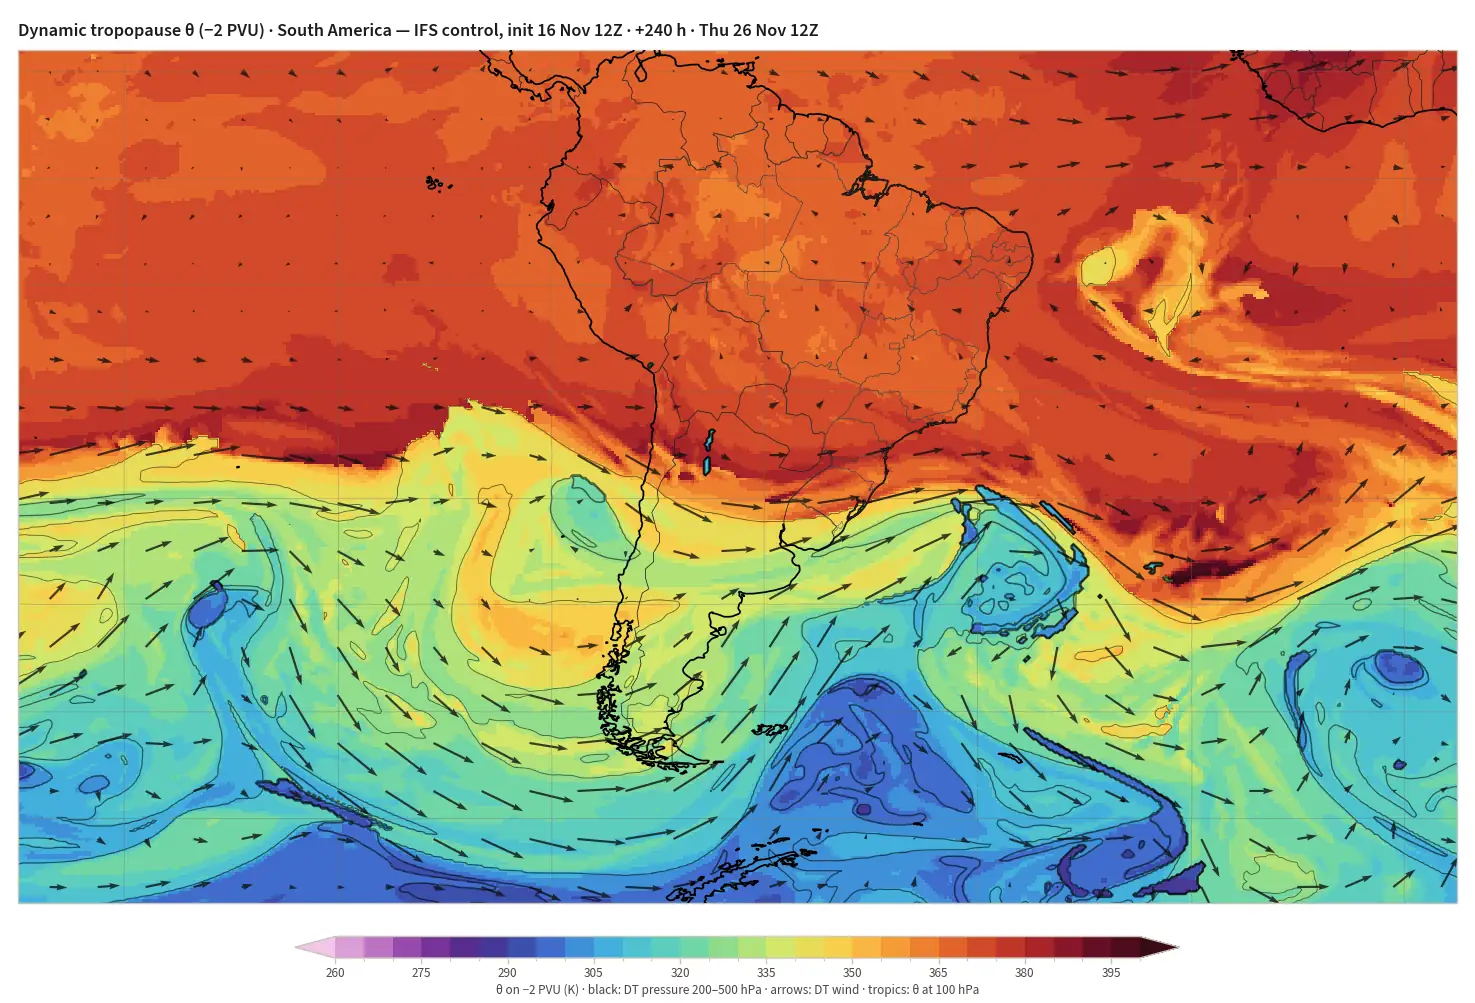 Dynamic tropopause θ (−2 PVU) · South America — IFS control, init 16 Nov 12Z · +240 h · Thu 26 Nov 12Z
260 275 290 305 320 335 350 365 380 395
θ on −2 PVU (K) · black: DT pressure 200–500 hPa · arrows: DT wind · tropics: θ at 100 hPa